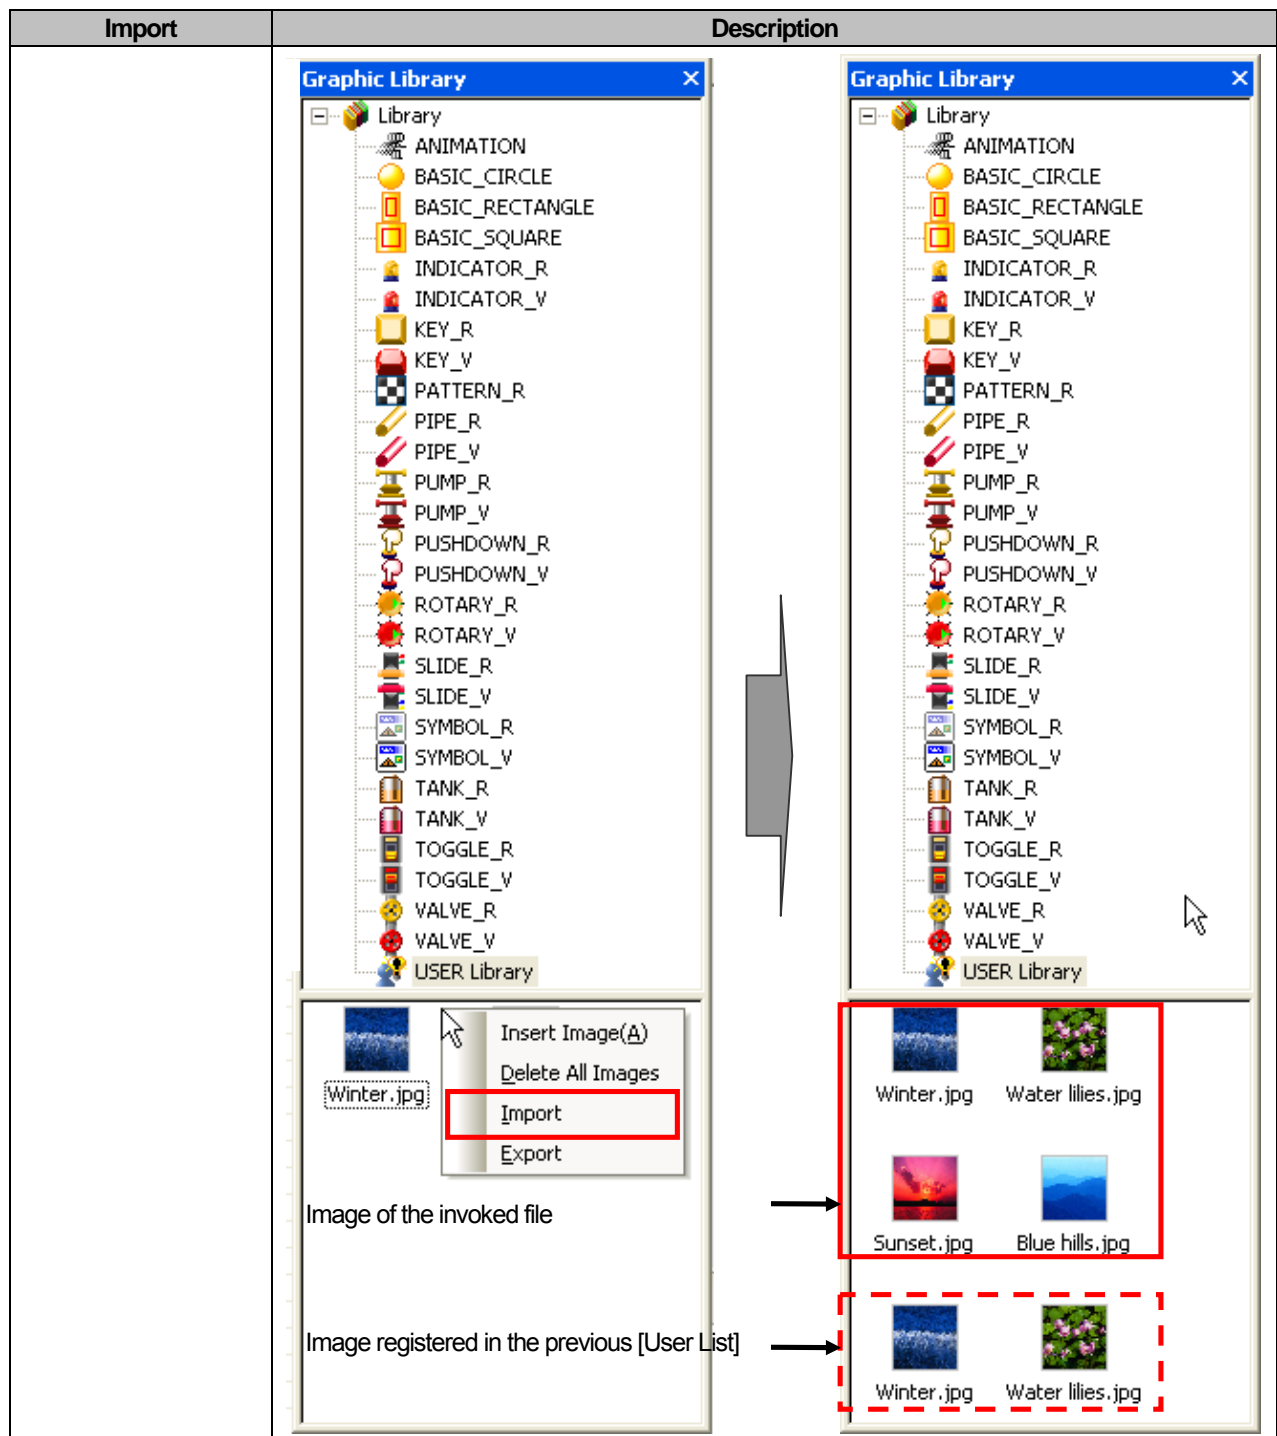 Import
Description
Graphic Library
Library
ANIMATION
BASIC_CIRCLE
BASIC_RECTANGLE
BASIC_SQUARE
INDICATOR_R
INDICATOR_V
KEY_R
KEY_V
PATTERN_R
PIPE_R
PIPE_V
PUMP_R
PUMP_V
PUSHDOWN_R
PUSHDOWN_V
ROTARY_R
ROTARY_V
SLIDE_R
SLIDE_V
SYMBOL_R
SYMBOL_V
TANK_R
TANK_V
TOGGLE_R
TOGGLE_V
VALVE_R
VALVE_V
USER Library
Winter.jpg
Insert Image(A)
Delete All Images
Import
Export
Image of the invoked file
Image registered in the previous [User List]
Graphic Library
Library
ANIMATION
BASIC_CIRCLE
BASIC_RECTANGLE
BASIC_SQUARE
INDICATOR_R
INDICATOR_V
KEY_R
KEY_V
PATTERN_R
PIPE_R
PIPE_V
PUMP_R
PUMP_V
PUSHDOWN_R
PUSHDOWN_V
ROTARY_R
ROTARY_V
SLIDE_R
SLIDE_V
SYMBOL_R
SYMBOL_V
TANK_R
TANK_V
TOGGLE_R
TOGGLE_V
VALVE_R
VALVE_V
USER Library
Winter.jpg Water lilies.jpg
Sunset.jpg Blue hills.jpg
Winter.jpg Water lilies.jpg